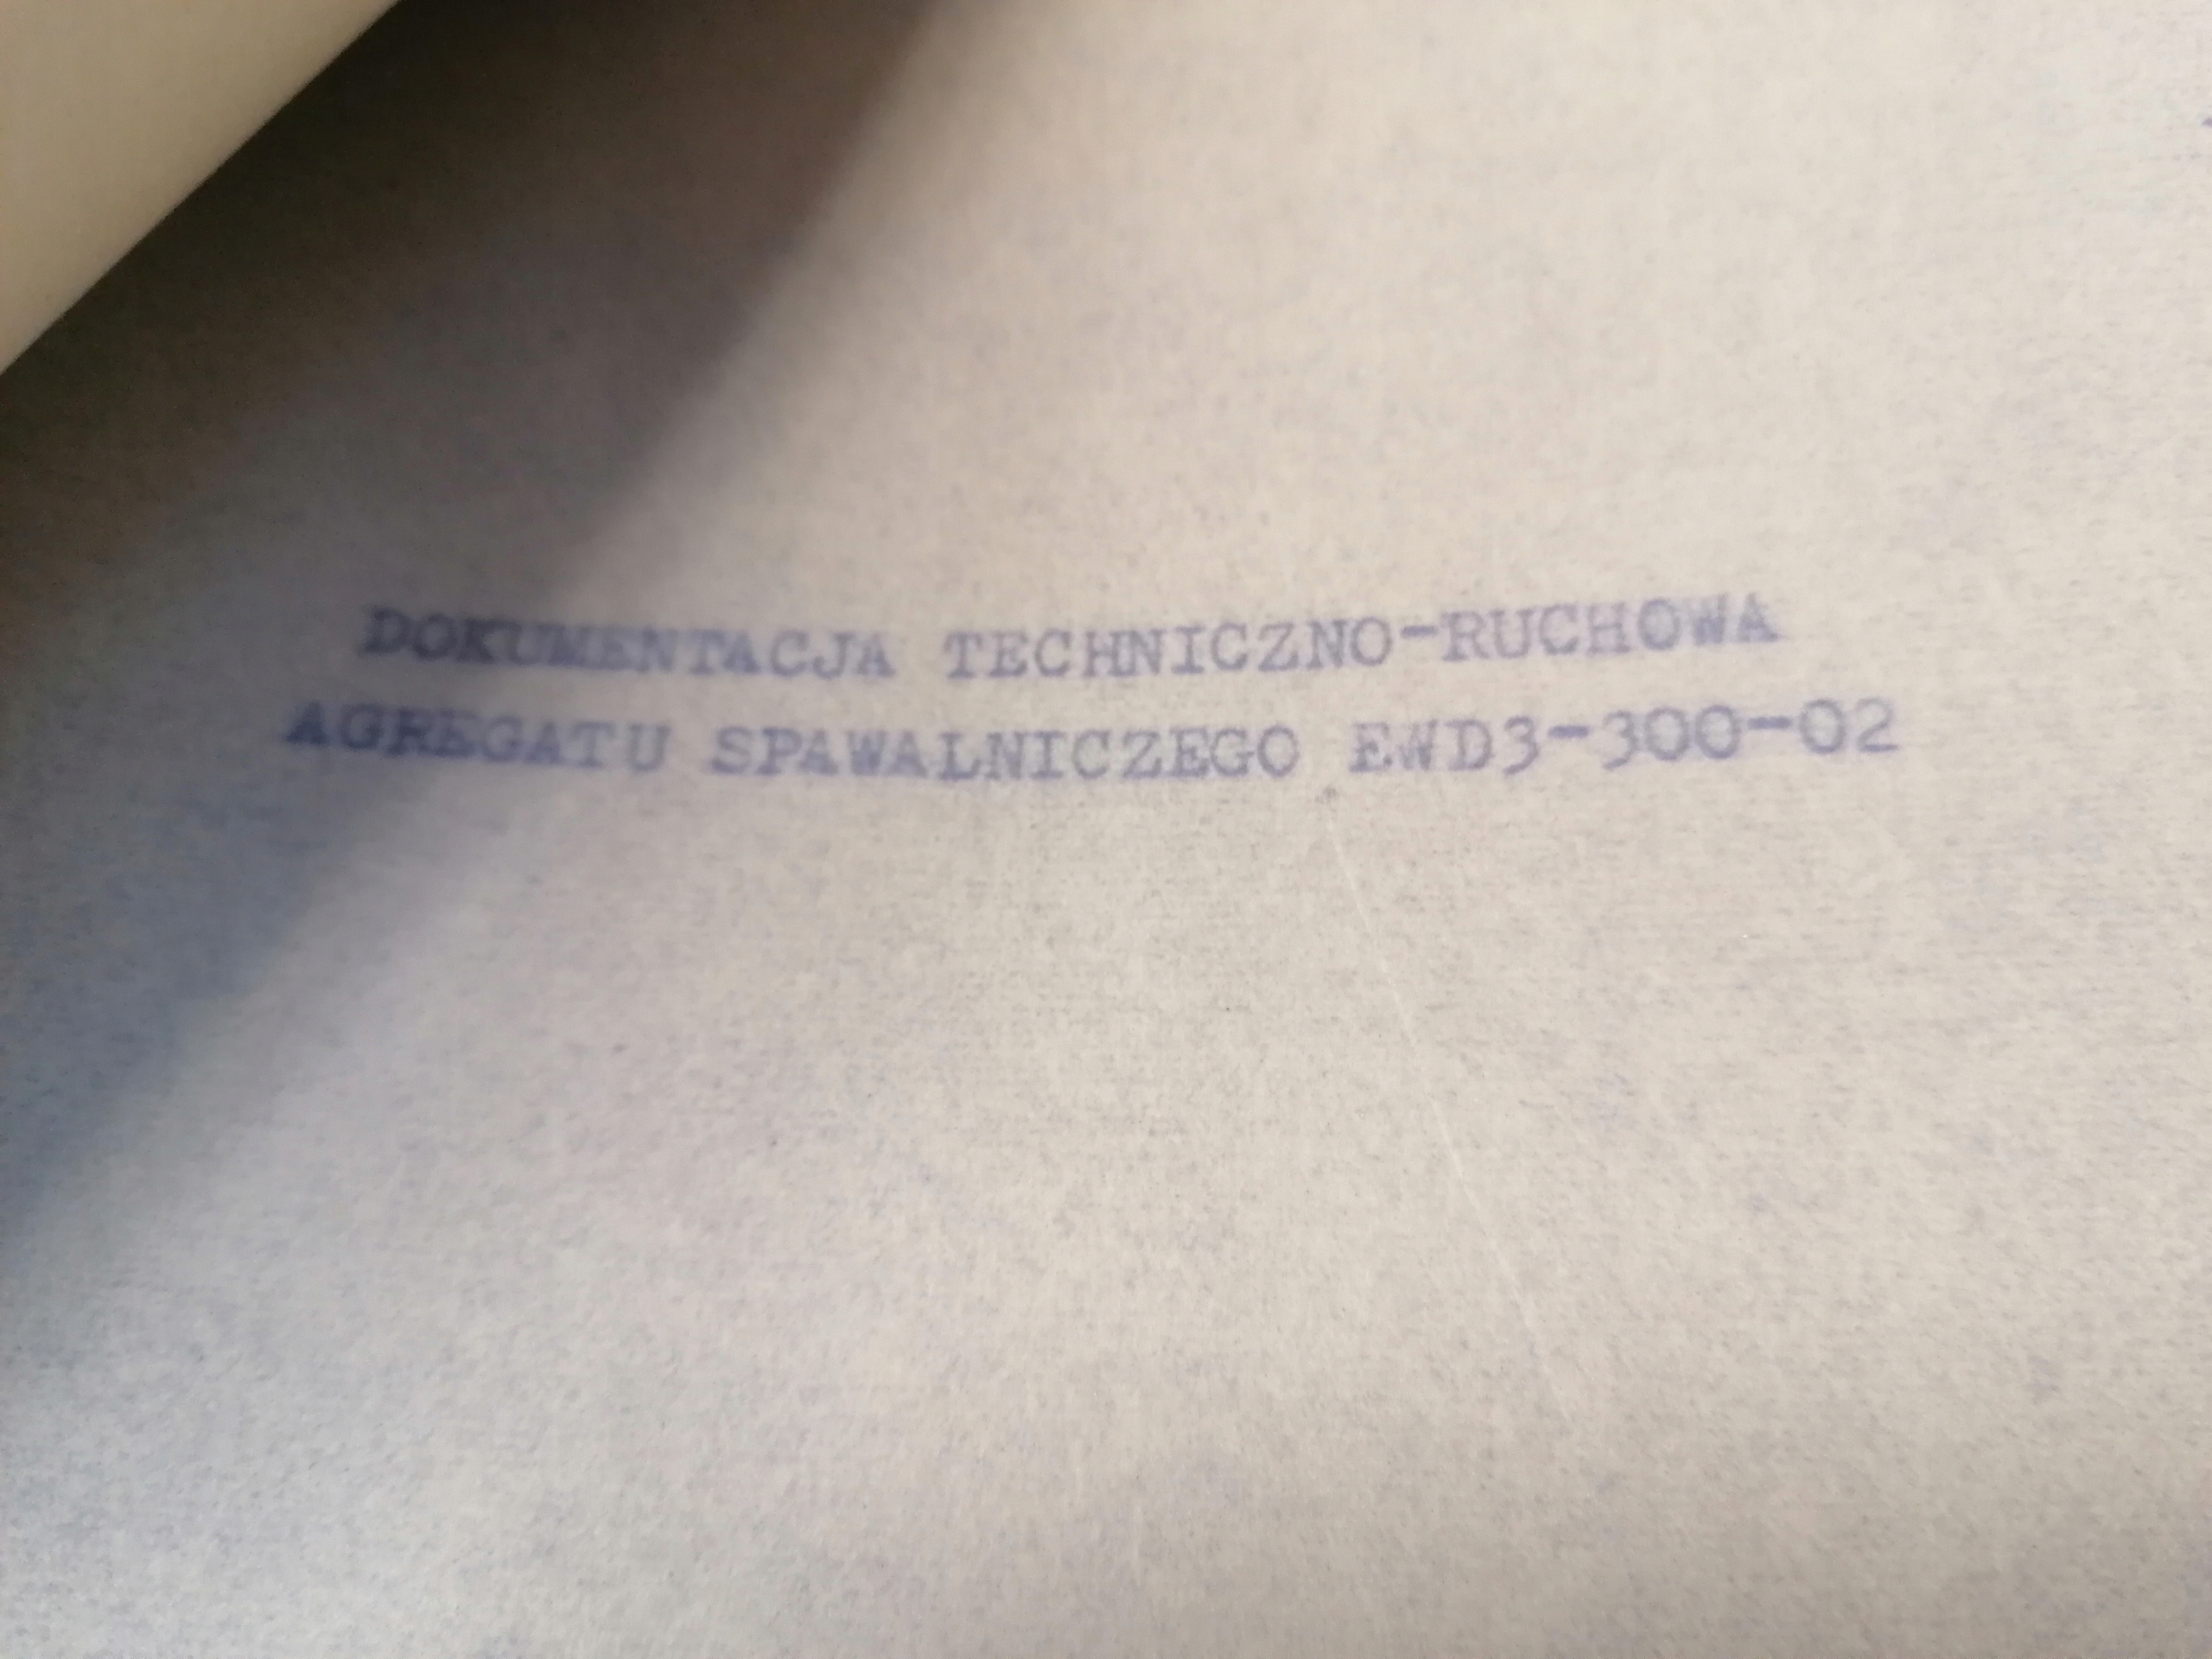 DOKUMENTACJA TECHNICZNO-RUCHOWA
AGREGATU SPAWALNICZEGO EWD3-300-02